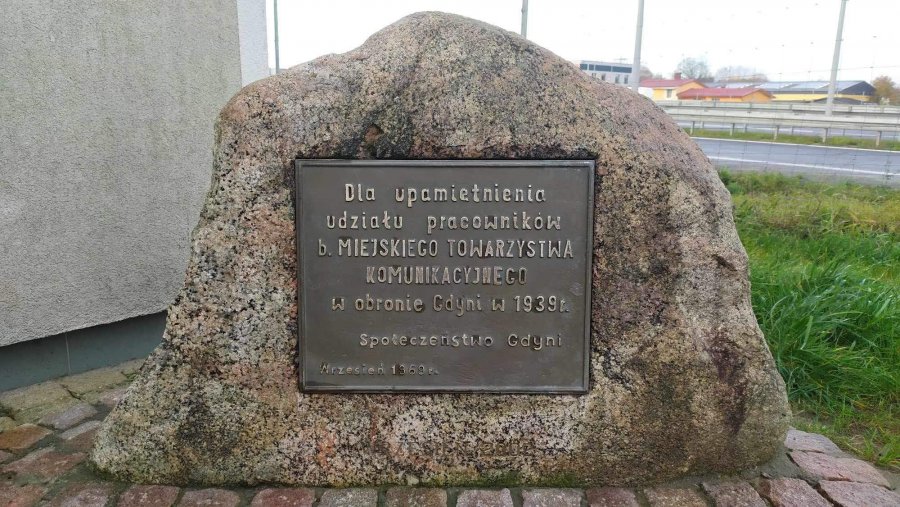 Dla upamiętnienia
udziału pracowników
b. MIEJSKIEGO TOWARZYSTWA
KOMUNIKACYJNEGO
w obronie Gdyni w 1939r.
Społeczeństwo Gdyni
Wrzesień 1969r.